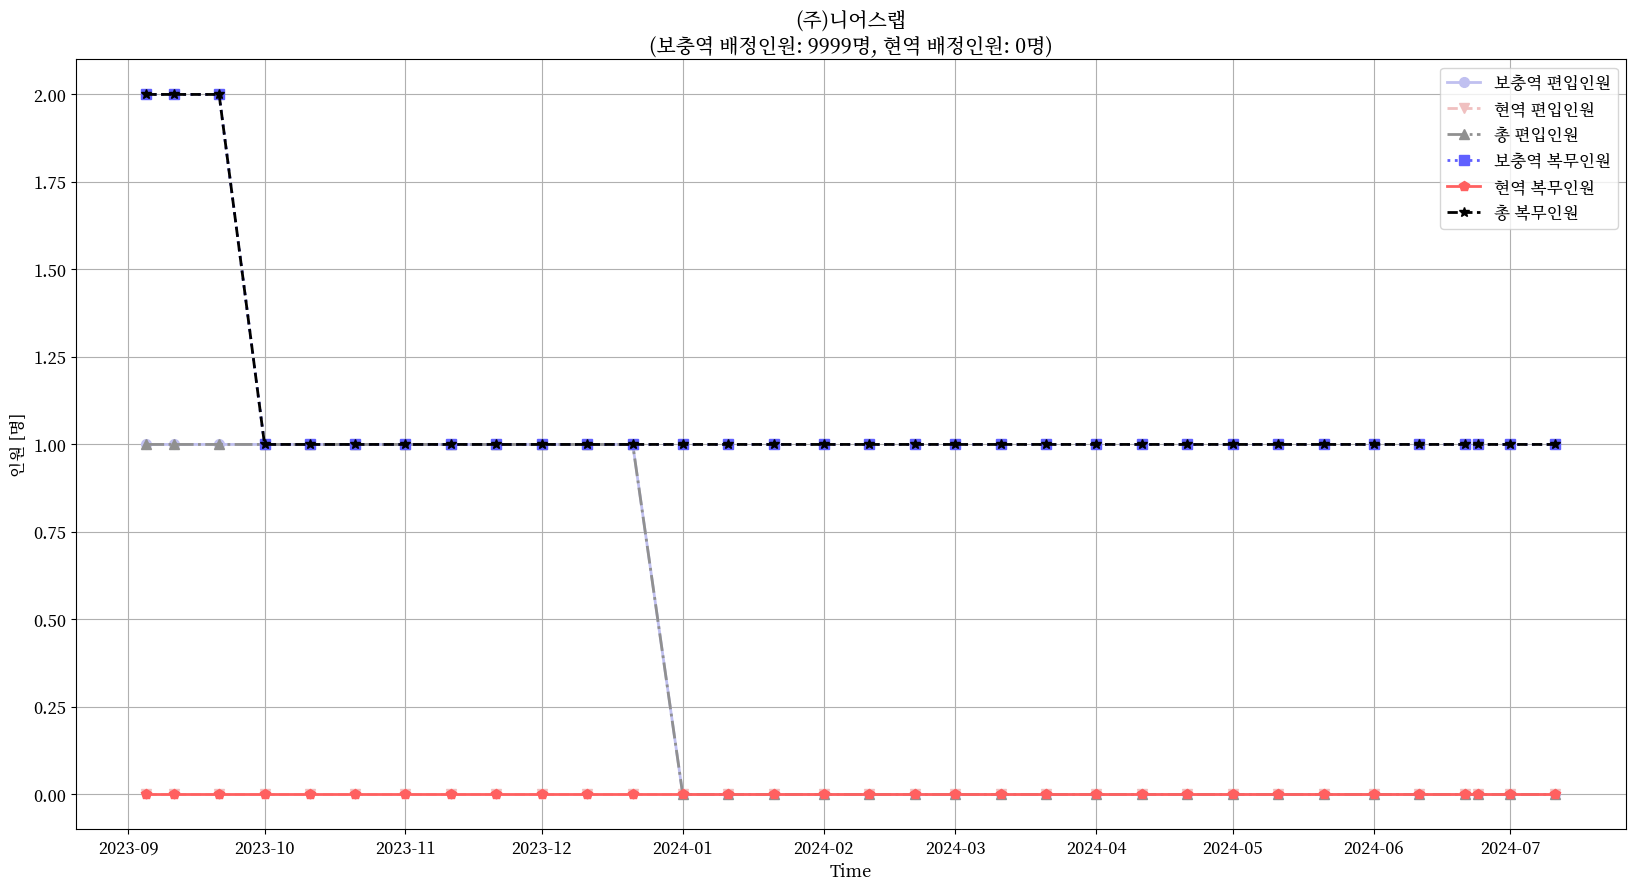 (주)니어스랩
(보충역 배정인원: 9999명, 현역 배정인원: 0명)
보충역 편입인원
현역 편입인원
총 편입인원
보충역 복무인원
현역 복무인원
총 복무인원
인원 [명]
2.00
1.75
1.50
1.25
1.00
0.75
0.50
0.25
0.00
2023-09 2023-10 2023-11 2023-12 2024-01 2024-02 2024-03 2024-04 2024-05 2024-06 2024-07
Time